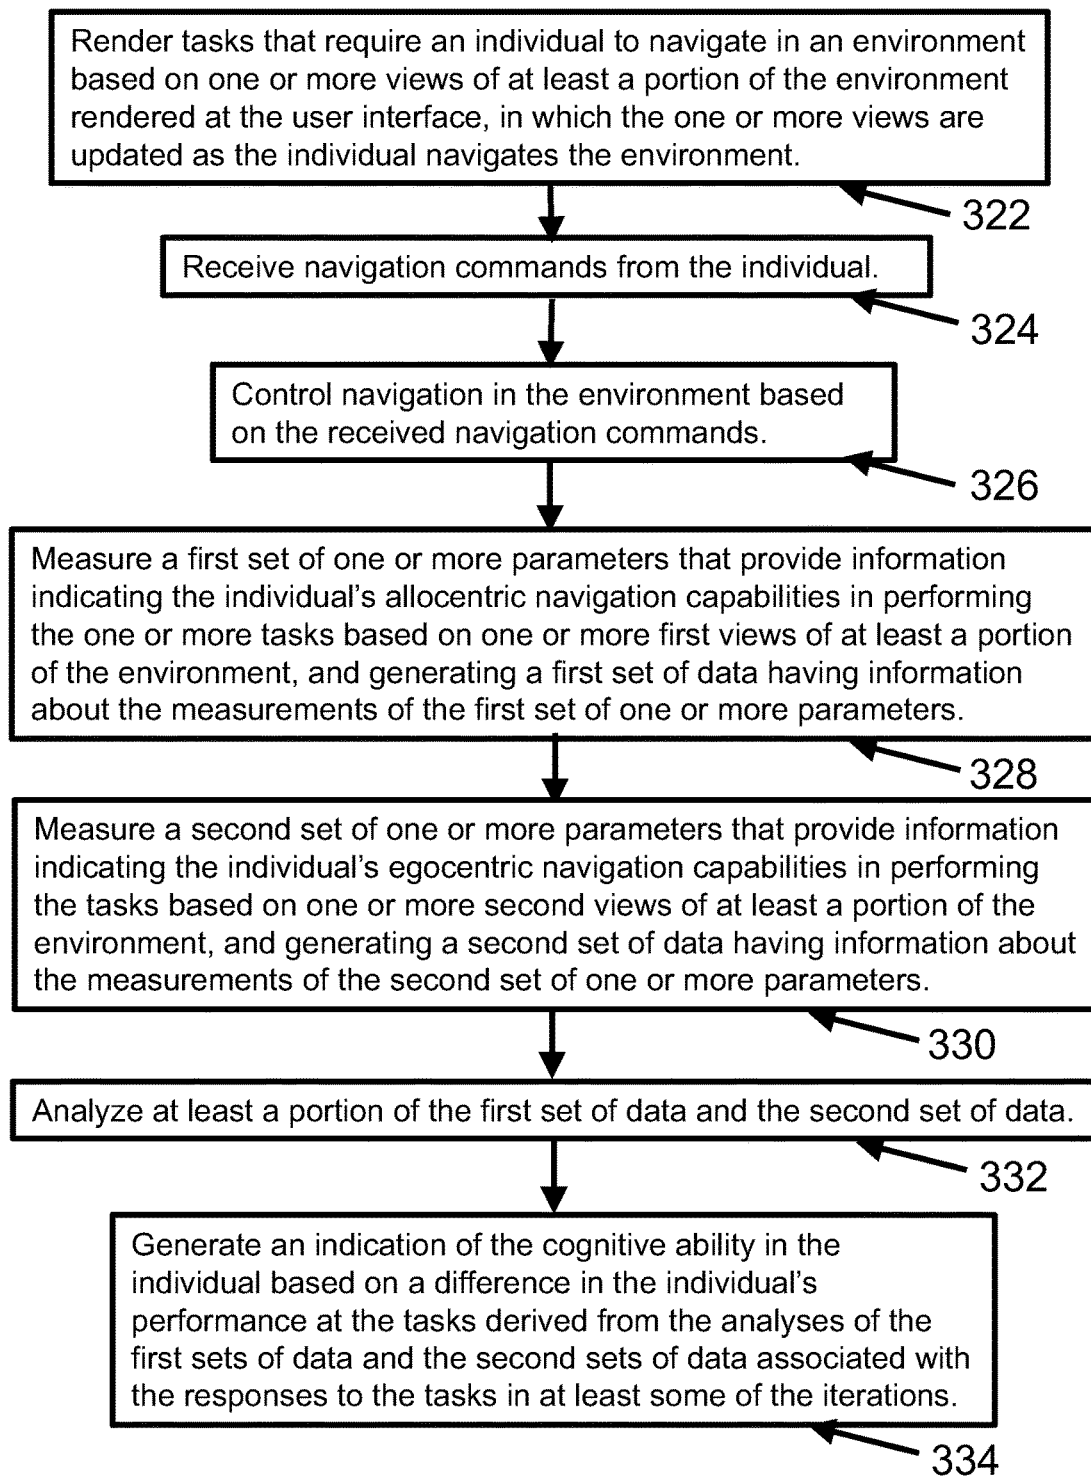 Render tasks that require an individual to navigate in an environment
based on one or more views of at least a portion of the environment
rendered at the user interface, in which the one or more views are
updated as the individual navigates the environment.
322
Receive navigation commands from the individual.
324
Control navigation in the environment based
on the received navigation commands.
326
Measure a first set of one or more parameters that provide information
indicating the individual's allocentric navigation capabilities in performing
the one or more tasks based on one or more first views of at least a portion
of the environment, and generating a first set of data having information
about the measurements of the first set of one or more parameters.
328
Measure a second set of one or more parameters that provide information
indicating the individual's egocentric navigation capabilities in performing
the tasks based on one or more second views of at least a portion of the
environment, and generating a second set of data having information about
the measurements of the second set of one or more parameters.
330
Analyze at least a portion of the first set of data and the second set of data.
332
Generate an indication of the cognitive ability in the
individual based on a difference in the individual's
performance at the tasks derived from the analyses of the
first sets of data and the second sets of data associated with
the responses to the tasks in at least some of the iterations.
334